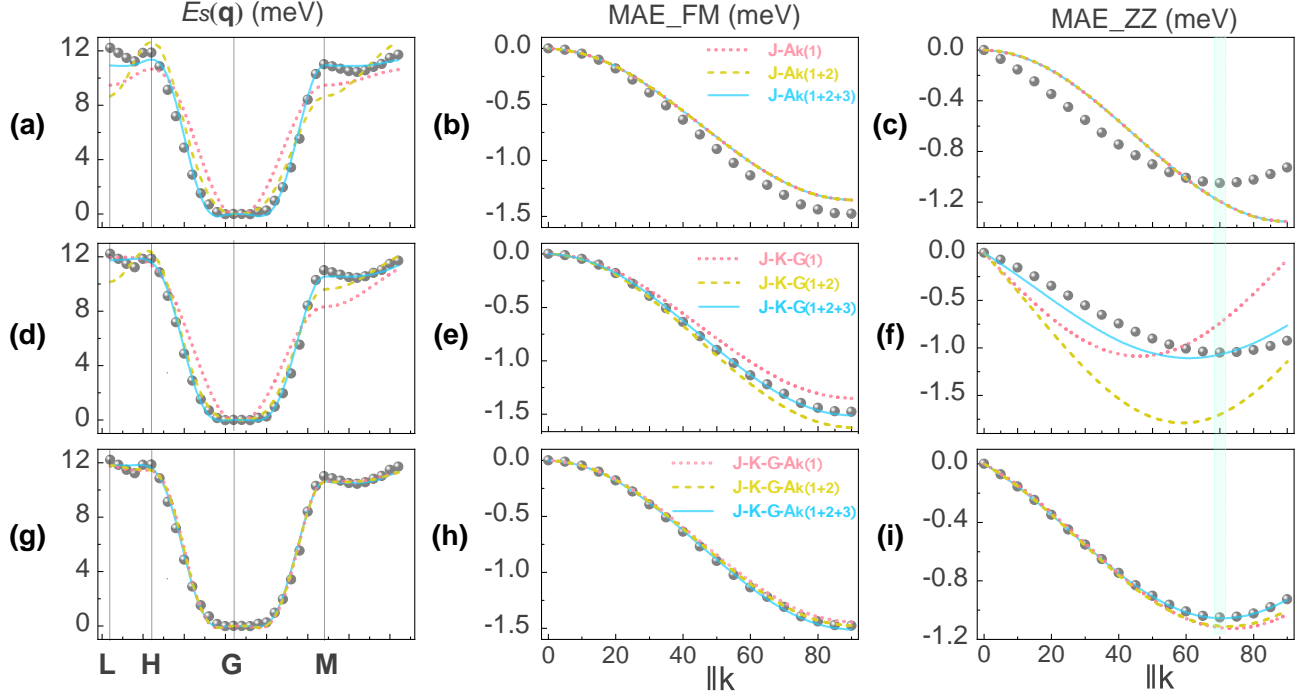 Es(q) (meV) MAE_FM (meV) MAE_ZZ (meV)
(a)
12
8
4
0
(b)
0.0
-0.5
-1.0
-1.5
J-Ak(1)
J-Ak(1+2)
J-Ak(1+2+3)
(c)
0.0
-0.4
-0.8
-1.2
(d)
12
8
4
0
(e)
0.0
-0.5
-1.0
-1.5
J-K-G(1)
J-K-G(1+2)
J-K-G(1+2+3)
(f)
0.0
-0.5
-1.0
-1.5
(g)
12
8
4
0
L H G M
(h)
0.0
-0.5
-1.0
-1.5
J-K-G-Ak(1)
J-K-G-Ak(1+2)
J-K-G-Ak(1+2+3)
0 20 40 60 80
||k
(i)
0.0
-0.4
-0.8
-1.2
0 20 40 60 80
||k